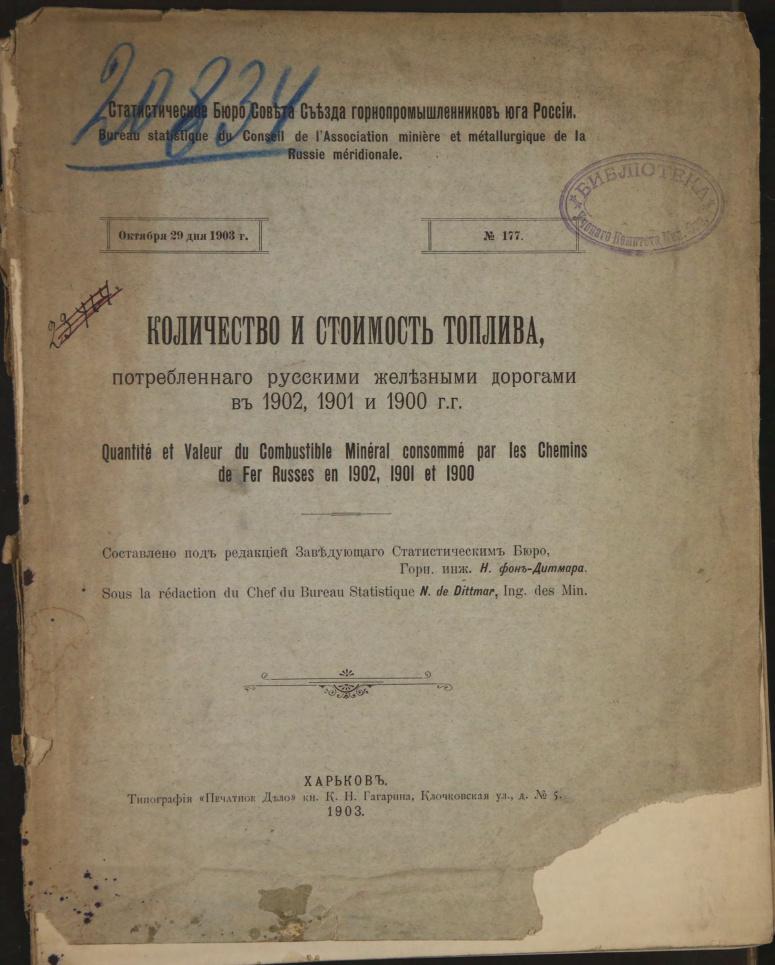 20834
Статистическое Бюро Совѣта Съѣзда горнопромышленниковъ юга Россіи.
Bureau statistique du Conseil de l'Association minière et métallurgique de la
Russie méridionale.
БИБЛІОТЕКА
Ученаго Комитета
Октября 29 дня 1903 г.
№ 177.
КОЛИЧЕСТВО И СТОИМОСТЬ ТОПЛИВА,
потребленнаго русскими желѣзными дорогами
въ 1902, 1901 и 1900 г.г.
Quantité et Valeur du Combustible Minéral consommé par les Chemins
de Fer Russes en 1902, 1901 et 1900
Составлено подъ редакціей Завѣдующаго Статистическимъ Бюро,
Горн. инж. Н. фонъ-Дитмара.
Sous la rédaction du Chef du Bureau Statistique N. de Dittmar, Ing. des Min.
ХАРЬКОВЪ.
Типографія «Печатное Дѣло» кн. К. Н. Гагарина, Клочковская ул., д. № 5.
1903.